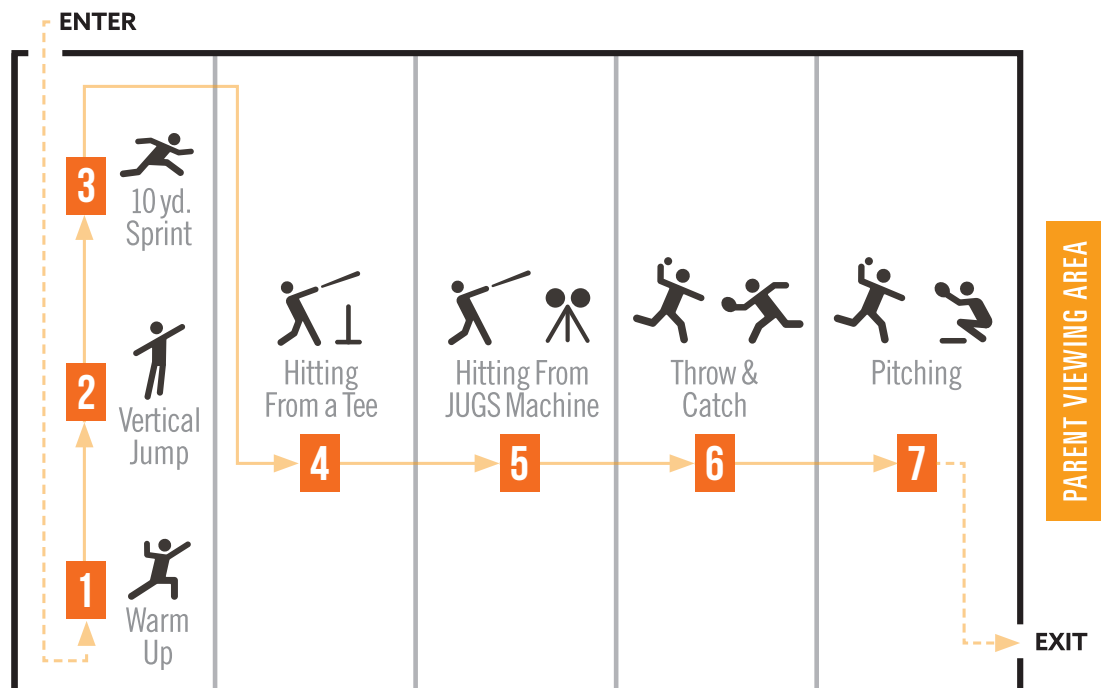 ENTER
3
10 yd.
Sprint
2
Vertical
Jump
1
Warm
Up
Hitting
From a Tee
4
Hitting From
JUGS Machine
5
Throw &
Catch
6
Pitching
7
PARENT VIEWING AREA
EXIT